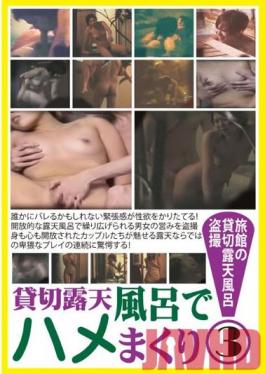 旅館の
貸切露天風呂
盗撮
誰かにバレるかもしれない緊張感が性欲をかりたてる!
開放的な露天風呂で繰り広げられる男女の営みを盗撮
身も心も開放されたカップルたちが魅せる露天ならでは
の卑猥なプレイの連続に驚愕する!
貸切露天風呂で
ハメまくり③